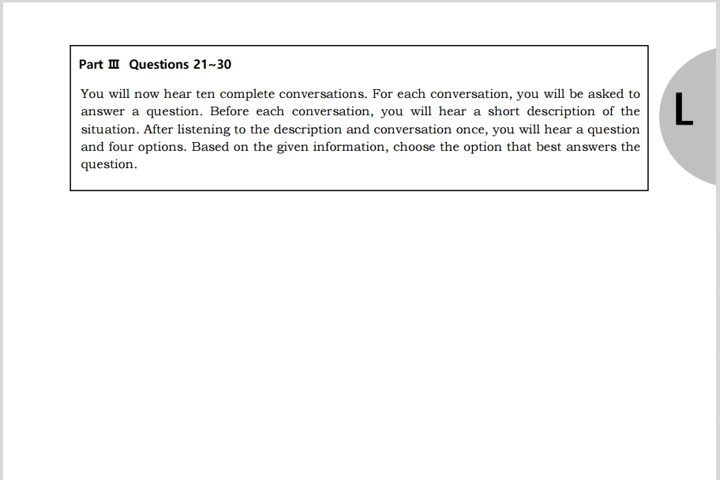 Part Ⅲ Questions 21~30
You will now hear ten complete conversations. For each conversation, you will be asked to
answer a question. Before each conversation, you will hear a short description of the
situation. After listening to the description and conversation once, you will hear a question
and four options. Based on the given information, choose the option that best answers the
question.
L